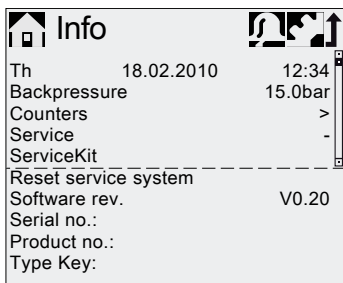 Info
Th 18.02.2010 12:34
Backpressure 15.0bar
Counters >
Service -
ServiceKit
Reset service system
Software rev. V0.20
Serial no.:
Product no.:
Type Key: